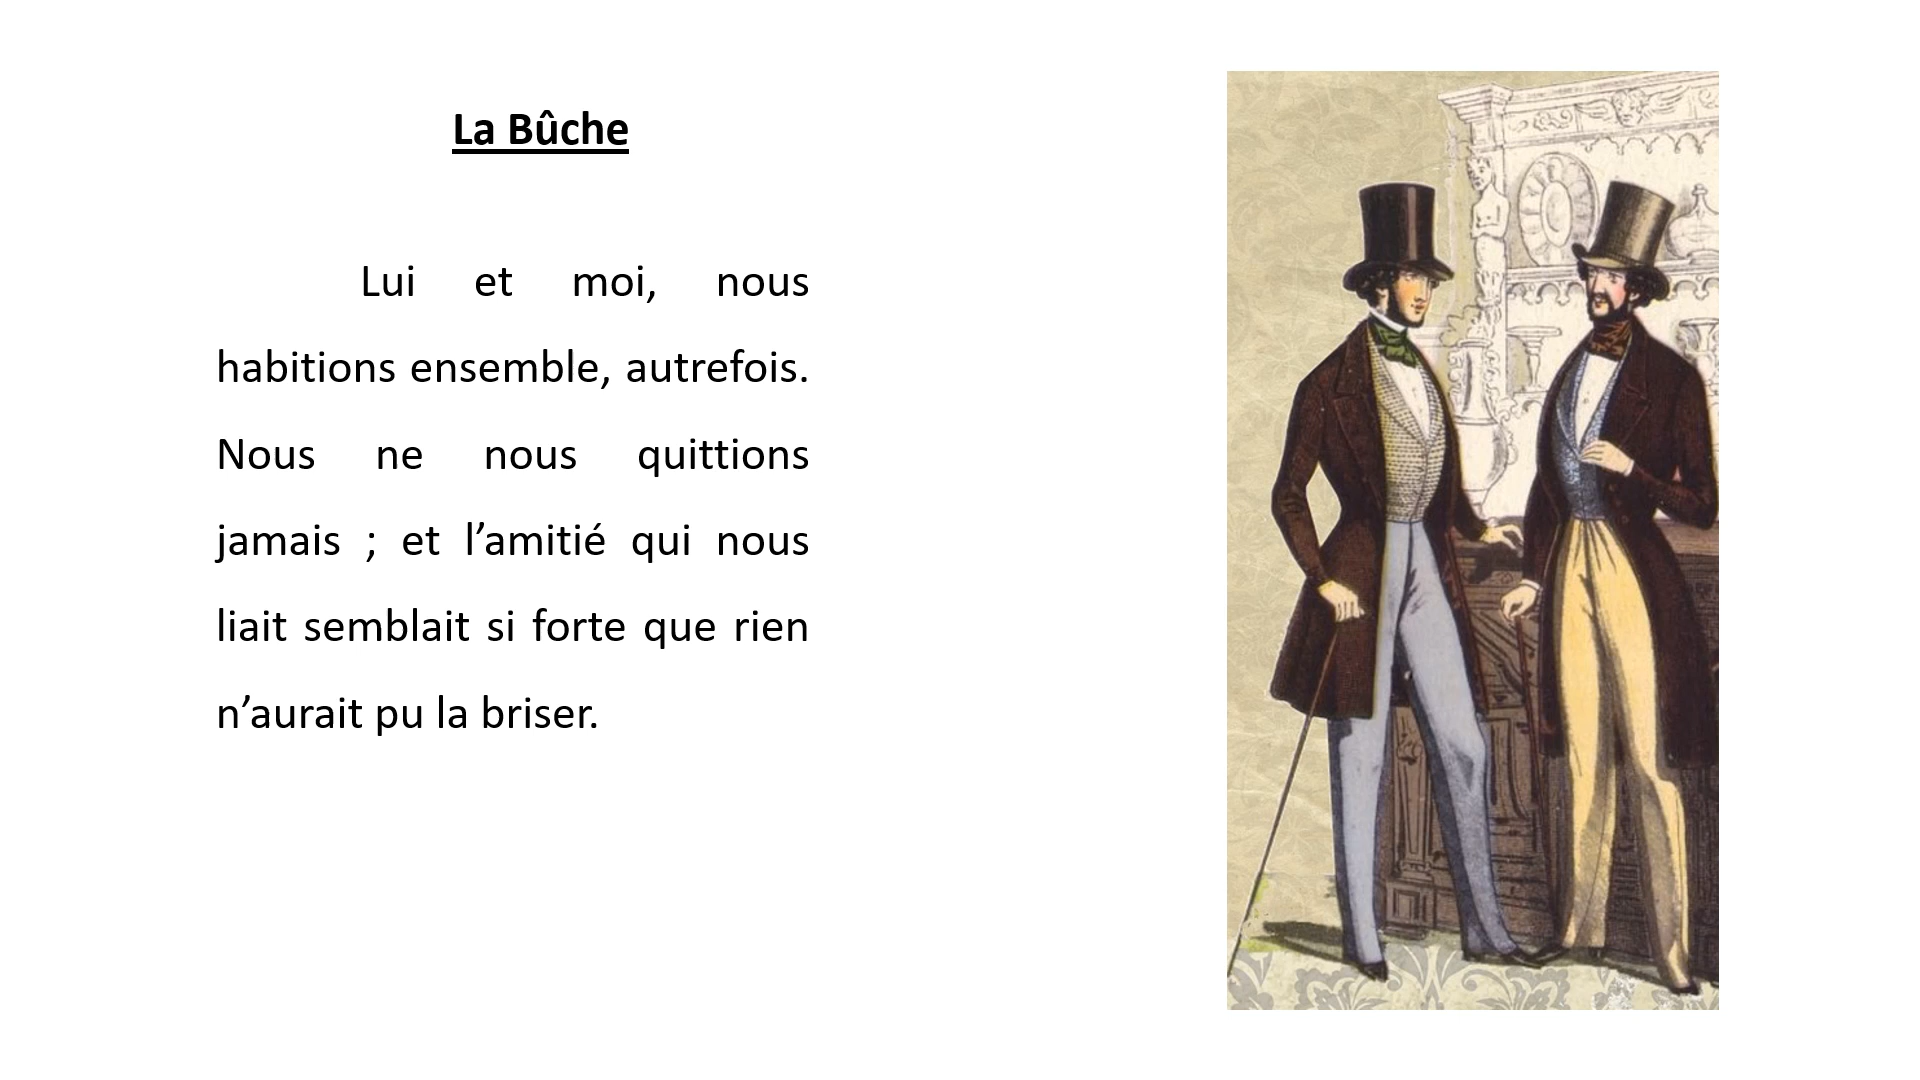 La Bûche
Lui et moi, nous
habitions ensemble, autrefois.
Nous ne nous quittions
jamais ; et l’amitié qui nous
liait semblait si forte que rien
n’aurait pu la briser.